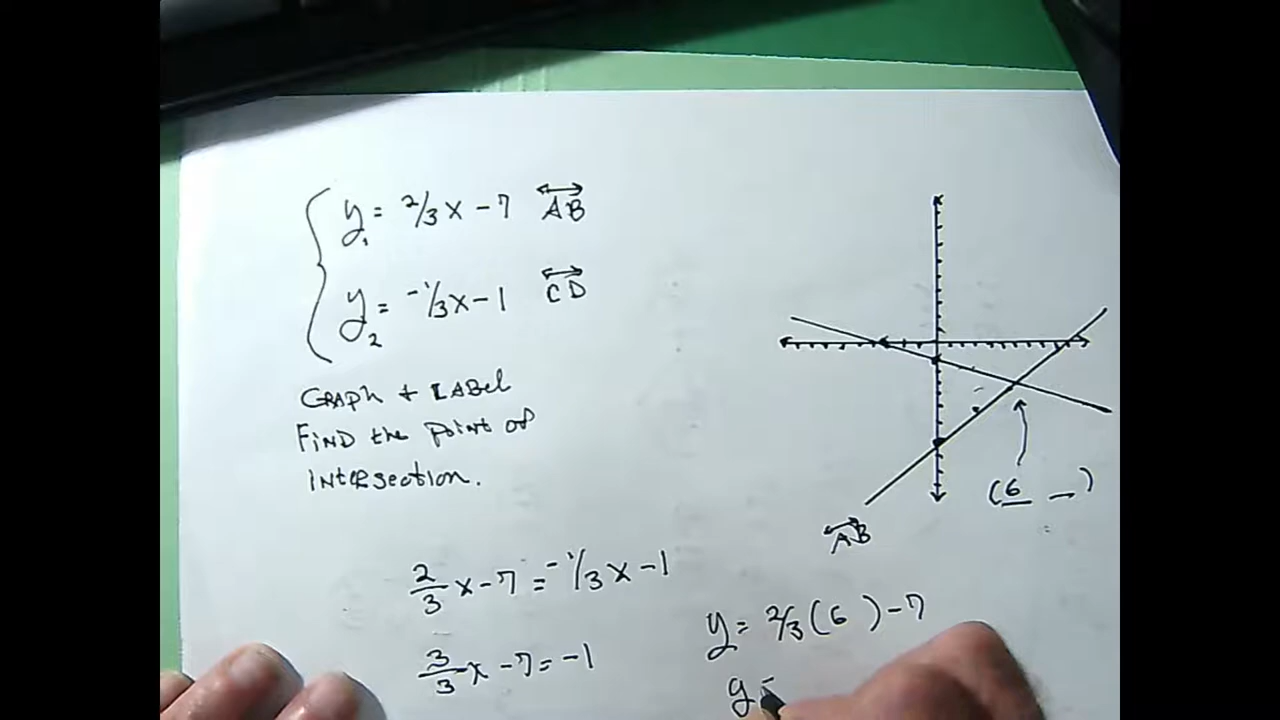 y₁ = 2/3x - 7 AB
y₂ = -1/3x - 1 CD
GRAPH + LABEL
FIND the point of
INTERSECTION.
(6 _)
AB
2/3 x - 7 = -1/3x - 1
3/3 x - 7 = -1
y = 2/3(6) - 7
y =